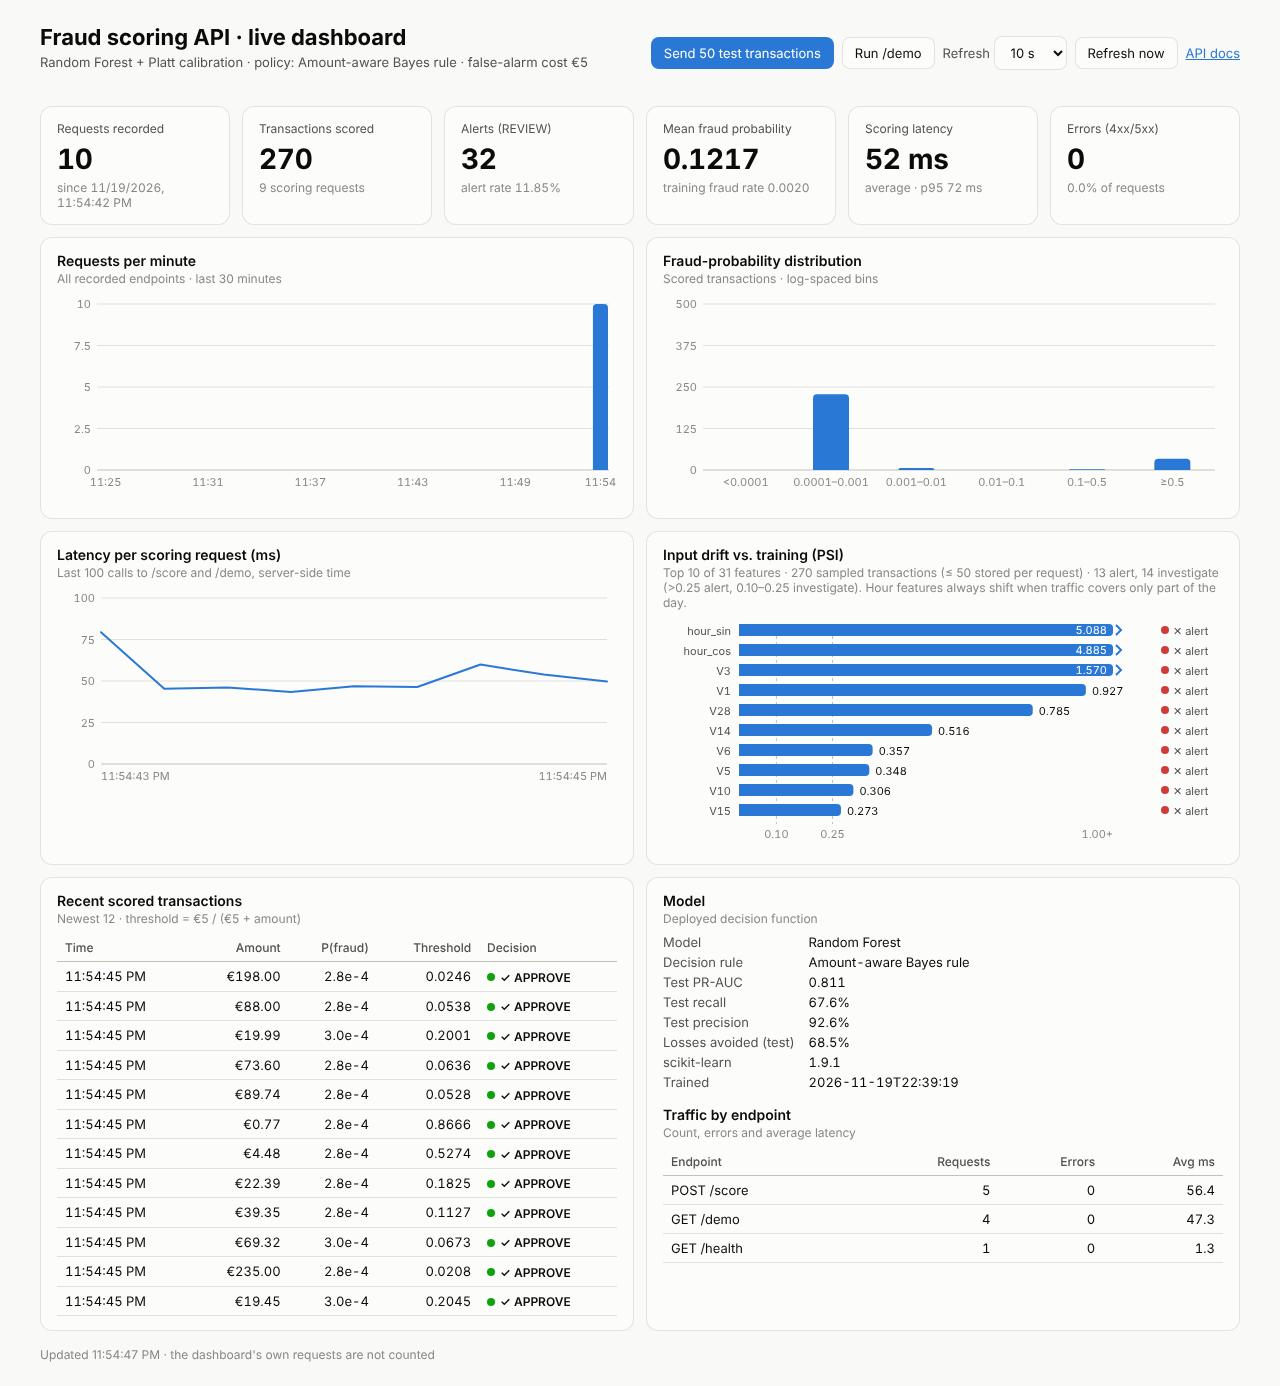 Fraud scoring API · live dashboard
Random Forest + Platt calibration · policy: Amount-aware Bayes rule · false-alarm cost €5
Send 50 test transactions
Run /demo
Refresh
10 s
Refresh now
API docs
Requests recorded
10
since 11/19/2026,
11:54:42 PM
Transactions scored
270
9 scoring requests
Alerts (REVIEW)
32
alert rate 11.85%
Mean fraud probability
0.1217
training fraud rate 0.0020
Scoring latency
52 ms
average · p95 72 ms
Errors (4xx/5xx)
0
0.0% of requests
Requests per minute
All recorded endpoints · last 30 minutes
10
7.5
5
2.5
0
11:25 11:31 11:37 11:43 11:49 11:54
Fraud-probability distribution
Scored transactions · log-spaced bins
500
375
250
125
0
<0.0001 0.0001–0.001 0.001–0.01 0.01–0.1 0.1–0.5 ≥0.5
Latency per scoring request (ms)
Last 100 calls to /score and /demo, server-side time
100
75
50
25
0
11:54:43 PM 11:54:45 PM
Input drift vs. training (PSI)
Top 10 of 31 features · 270 sampled transactions (≤ 50 stored per request) · 13 alert, 14 investigate
(>0.25 alert, 0.10–0.25 investigate). Hour features always shift when traffic covers only part of the
day.
hour_sin 5.088 ✕ alert
hour_cos 4.885 ✕ alert
V3 1.570 ✕ alert
V1 0.927 ✕ alert
V28 0.785 ✕ alert
V14 0.516 ✕ alert
V6 0.357 ✕ alert
V5 0.348 ✕ alert
V10 0.306 ✕ alert
V15 0.273 ✕ alert
0.10 0.25 1.00+
Recent scored transactions
Newest 12 · threshold = €5 / (€5 + amount)
Time Amount P(fraud) Threshold Decision
11:54:45 PM €198.00 2.8e-4 0.0246 ✓ APPROVE
11:54:45 PM €88.00 2.8e-4 0.0538 ✓ APPROVE
11:54:45 PM €19.99 3.0e-4 0.2001 ✓ APPROVE
11:54:45 PM €73.60 2.8e-4 0.0636 ✓ APPROVE
11:54:45 PM €89.74 2.8e-4 0.0528 ✓ APPROVE
11:54:45 PM €0.77 2.8e-4 0.8666 ✓ APPROVE
11:54:45 PM €4.48 2.8e-4 0.5274 ✓ APPROVE
11:54:45 PM €22.39 2.8e-4 0.1825 ✓ APPROVE
11:54:45 PM €39.35 2.8e-4 0.1127 ✓ APPROVE
11:54:45 PM €69.32 3.0e-4 0.0673 ✓ APPROVE
11:54:45 PM €235.00 2.8e-4 0.0208 ✓ APPROVE
11:54:45 PM €19.45 3.0e-4 0.2045 ✓ APPROVE
Model
Deployed decision function
Model Random Forest
Decision rule Amount-aware Bayes rule
Test PR-AUC 0.811
Test recall 67.6%
Test precision 92.6%
Losses avoided (test) 68.5%
scikit-learn 1.9.1
Trained 2026-11-19T22:39:19
Traffic by endpoint
Count, errors and average latency
Endpoint Requests Errors Avg ms
POST /score 5 0 56.4
GET /demo 4 0 47.3
GET /health 1 0 1.3
Updated 11:54:47 PM · the dashboard's own requests are not counted